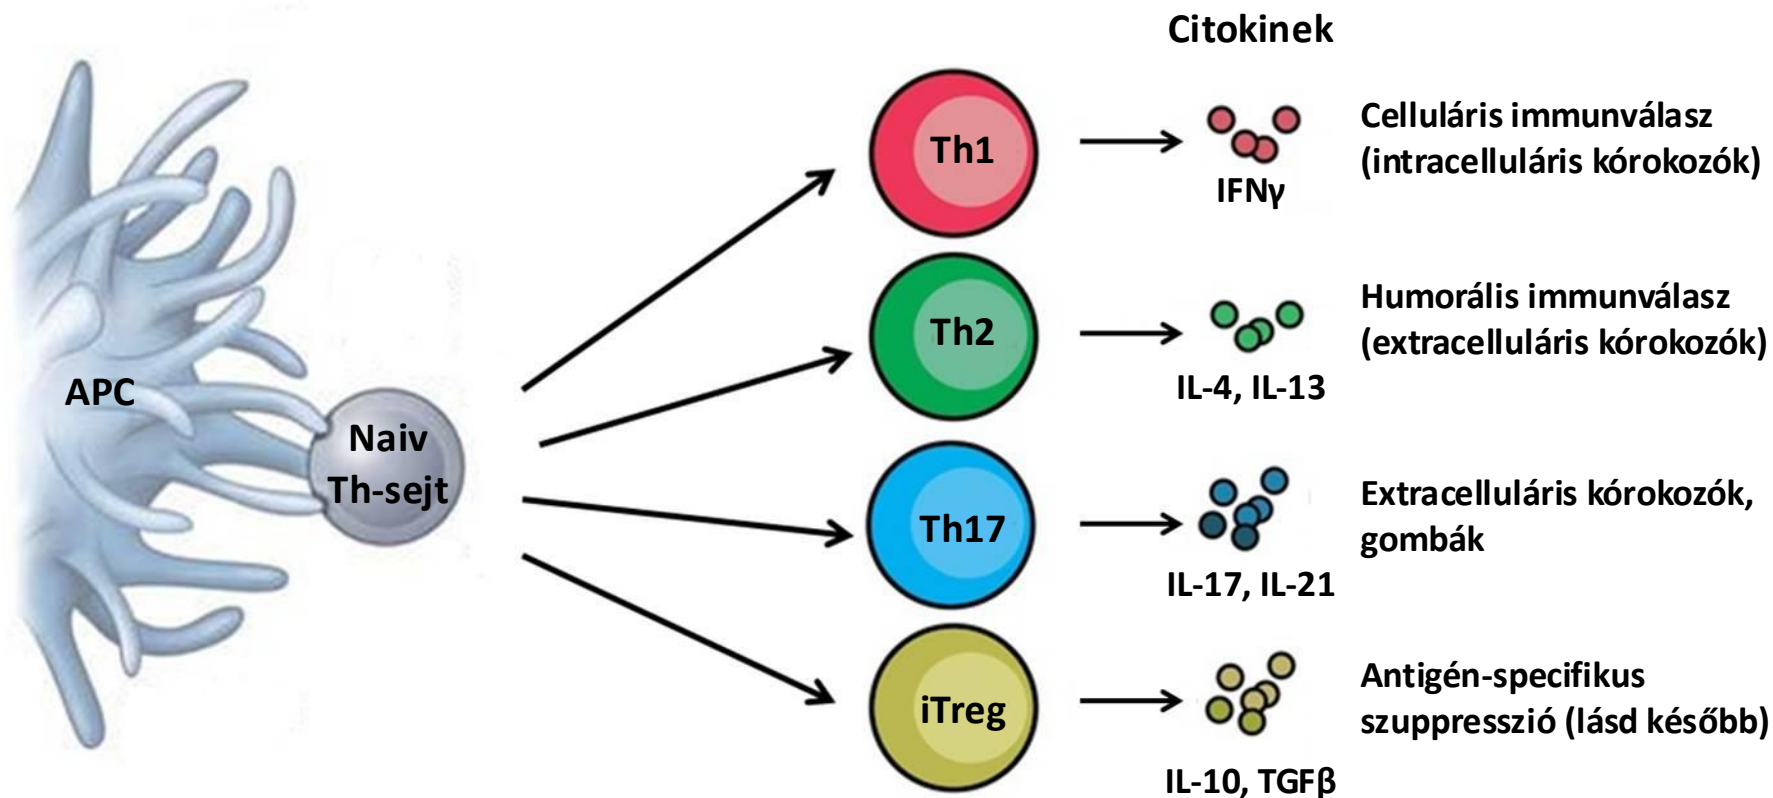 Citokinek
APC
Naiv
Th-sejt
Th1
IFNγ
Celluláris immunválasz
(intracelluláris kórokozók)
Th2
IL-4, IL-13
Humorális immunválasz
(extracelluláris kórokozók)
Th17
IL-17, IL-21
Extracelluláris kórokozók,
gombák
iTreg
IL-10, TGFβ
Antigén-specifikus
szuppresszió (lásd később)